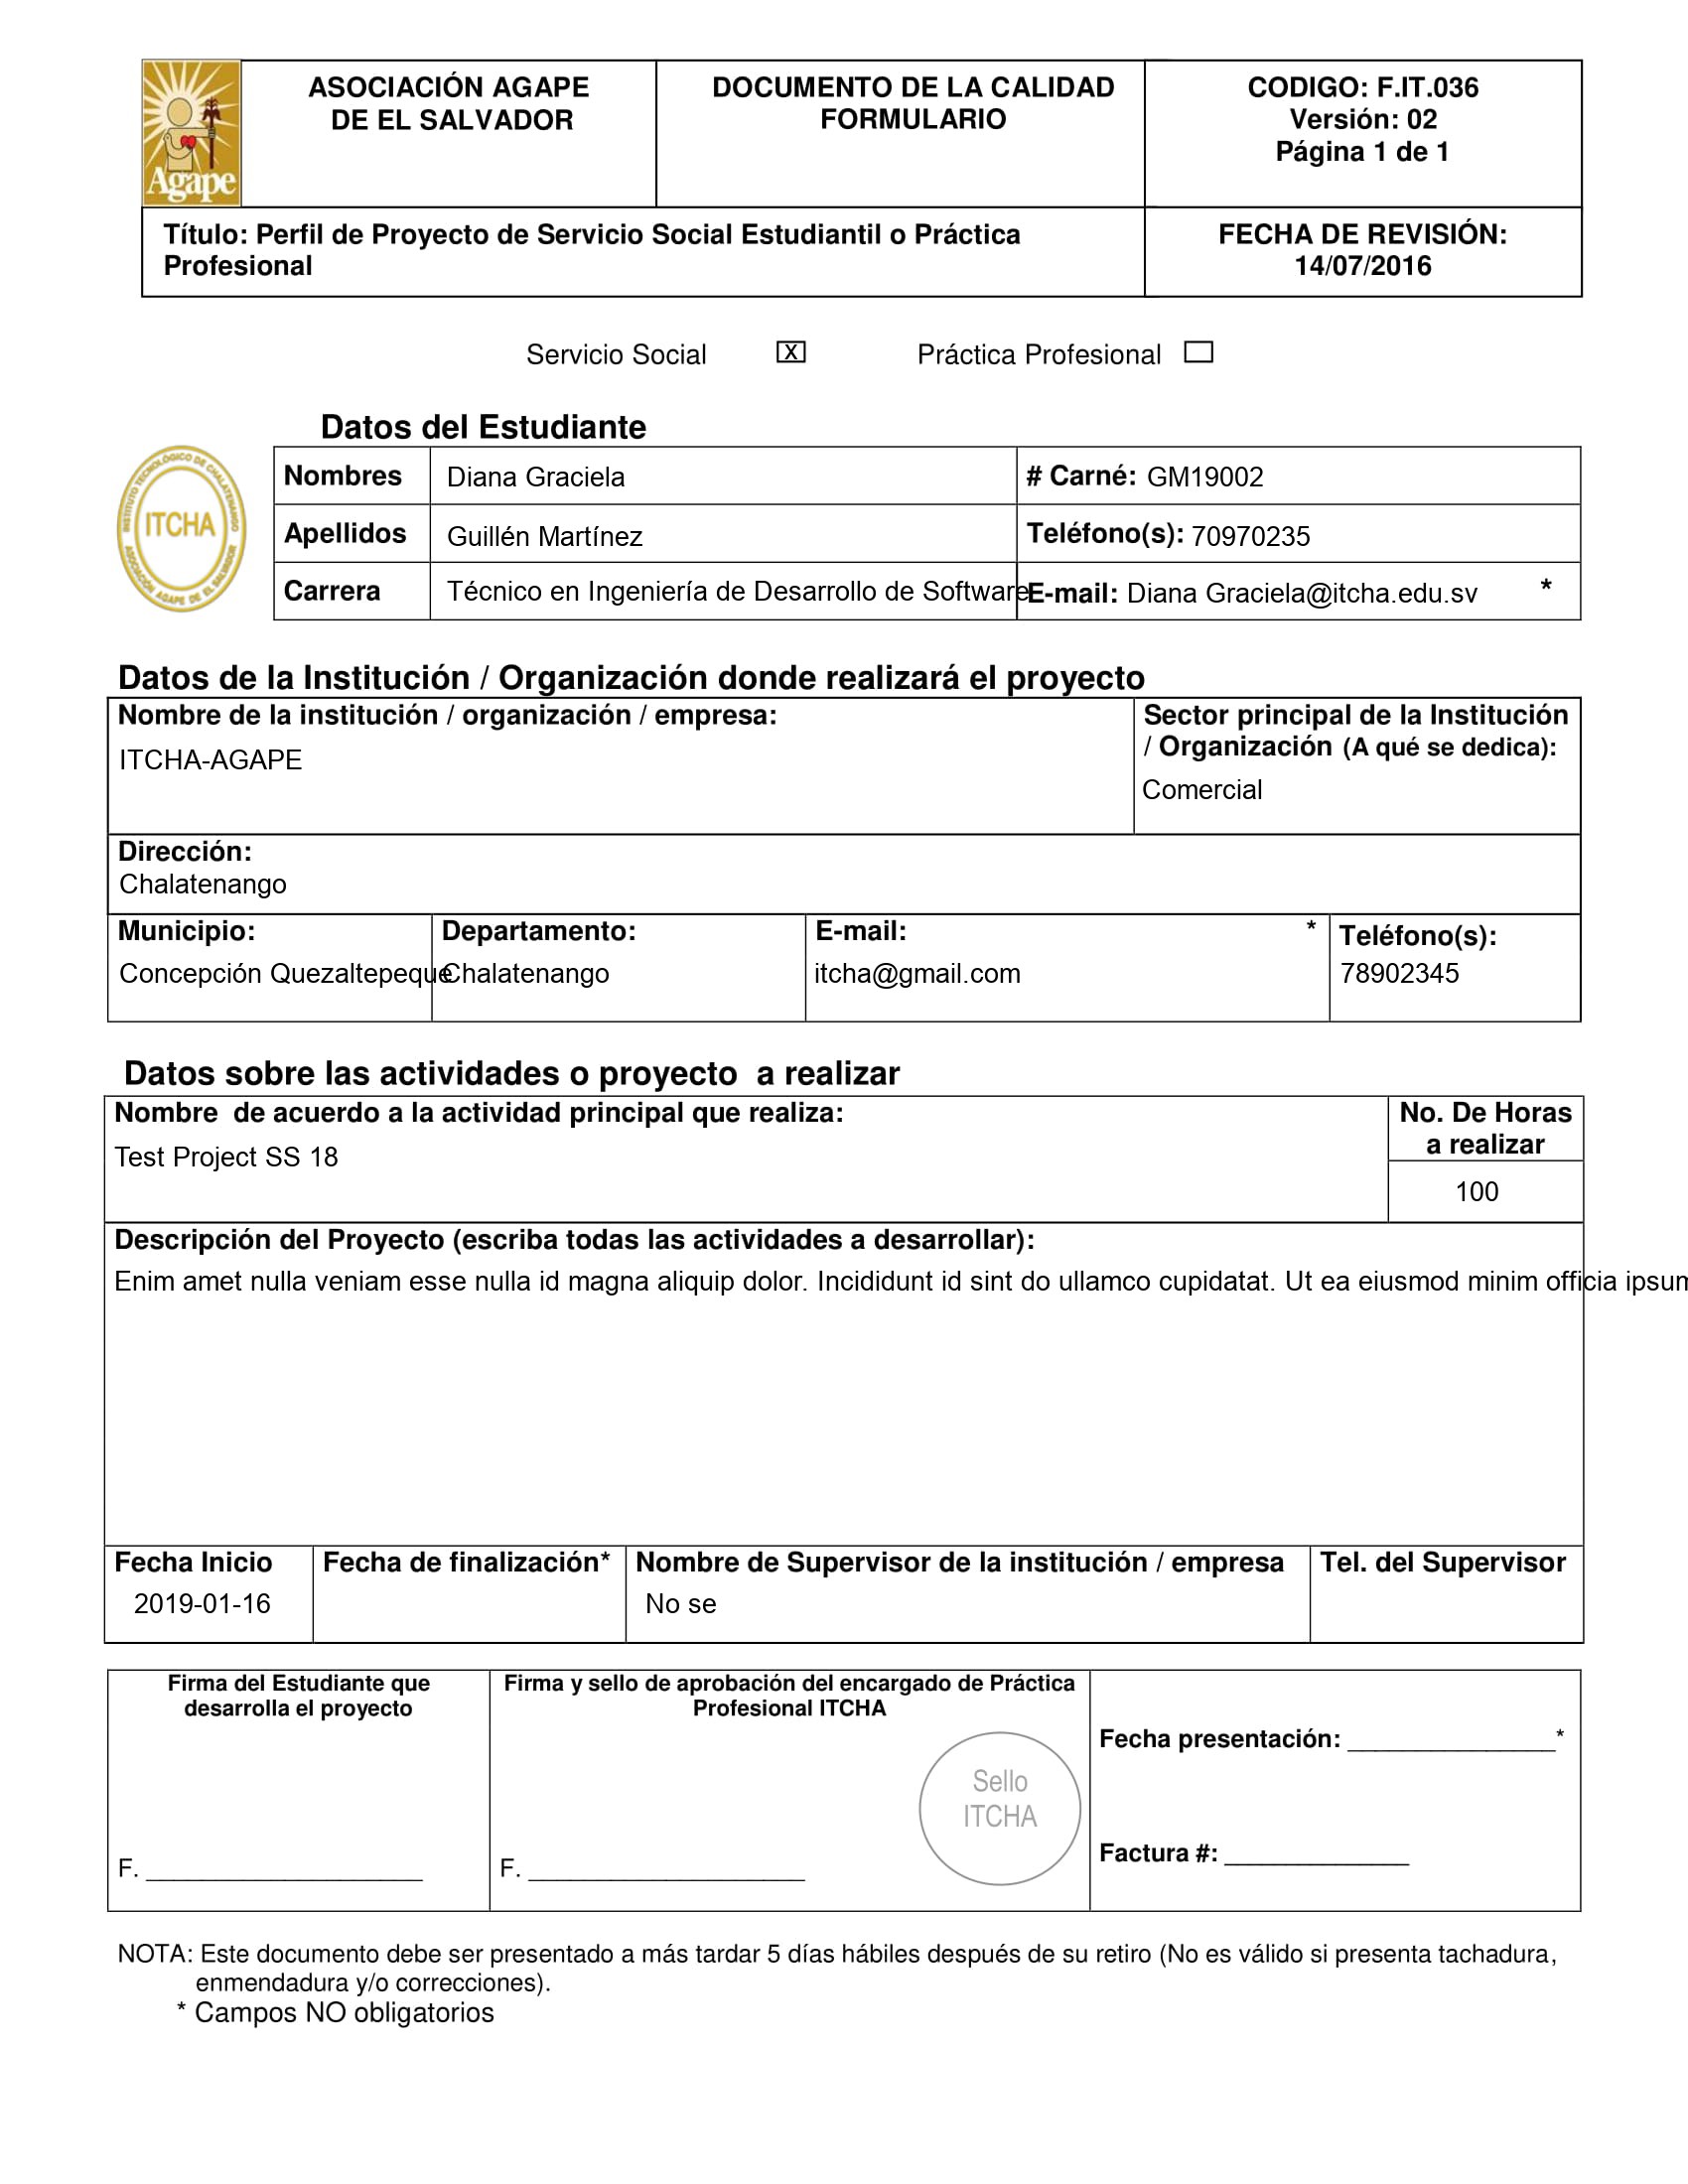 Agape
ASOCIACIÓN AGAPE
DE EL SALVADOR
DOCUMENTO DE LA CALIDAD
FORMULARIO
CODIGO: F.IT.036
Versión: 02
Página 1 de 1
Título: Perfil de Proyecto de Servicio Social Estudiantil o Práctica
Profesional
FECHA DE REVISIÓN:
14/07/2016
Servicio Social X Práctica Profesional
Datos del Estudiante
INSTITUTO TECNOLÓGICO DE CHALATENANGO
ITCHA
ASOCIACIÓN AGAPE DE EL SALVADOR
Nombres Diana Graciela # Carné: GM19002
Apellidos Guillén Martínez Teléfono(s): 70970235
Carrera Técnico en Ingeniería de Desarrollo de Software E-mail: Diana Graciela@itcha.edu.sv *
Datos de la Institución / Organización donde realizará el proyecto
Nombre de la institución / organización / empresa:
ITCHA-AGAPE
Sector principal de la Institución
/ Organización (A qué se dedica):
Comercial
Dirección:
Chalatenango
Municipio:
Concepción Quezaltepeque
Departamento:
Chalatenango
E-mail: *
itcha@gmail.com
Teléfono(s):
78902345
Datos sobre las actividades o proyecto a realizar
Nombre de acuerdo a la actividad principal que realiza:
Test Project SS 18
No. De Horas
a realizar
100
Descripción del Proyecto (escriba todas las actividades a desarrollar):
Enim amet nulla veniam esse nulla id magna aliquip dolor. Incididunt id sint do ullamco cupidatat. Ut ea eiusmod minim officia ipsum
Fecha Inicio
2019-01-16
Fecha de finalización*
Nombre de Supervisor de la institución / empresa
No se
Tel. del Supervisor
Firma del Estudiante que
desarrolla el proyecto
F. ____________________
Firma y sello de aprobación del encargado de Práctica
Profesional ITCHA
Sello
ITCHA
F. ____________________
Fecha presentación: _______________*
Factura #: _____________
NOTA: Este documento debe ser presentado a más tardar 5 días hábiles después de su retiro (No es válido si presenta tachadura,
enmendadura y/o correcciones).
* Campos NO obligatorios